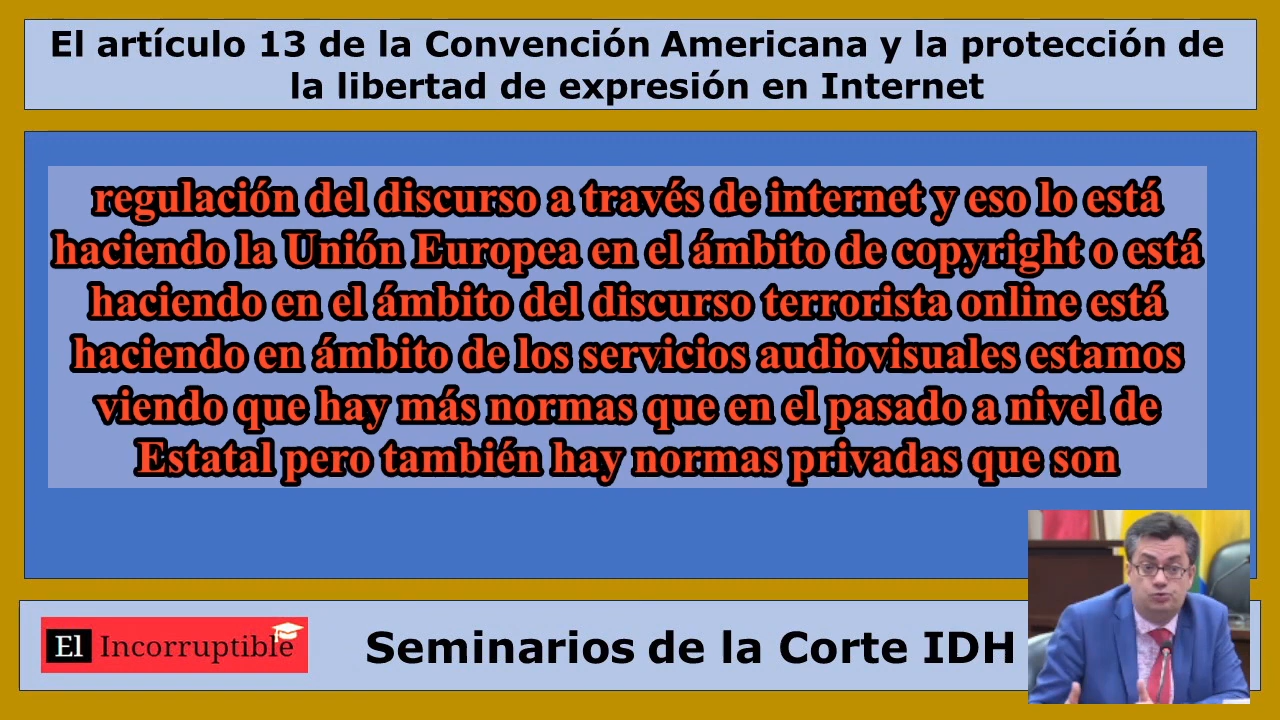 El artículo 13 de la Convención Americana y la protección de
la libertad de expresión en Internet
regulación del discurso a través de internet y eso lo está
haciendo la Unión Europea en el ámbito de copyright o está
haciendo en el ámbito del discurso terrorista online está
haciendo en ámbito de los servicios audiovisuales estamos
viendo que hay más normas que en el pasado a nivel de
Estatal pero también hay normas privadas que son
El Incorruptible
Seminarios de la Corte IDH